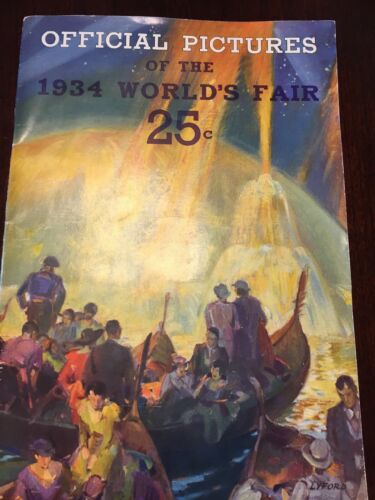 OFFICIAL PICTURES
OF THE
1934 WORLD'S FAIR
25c
LYFORD